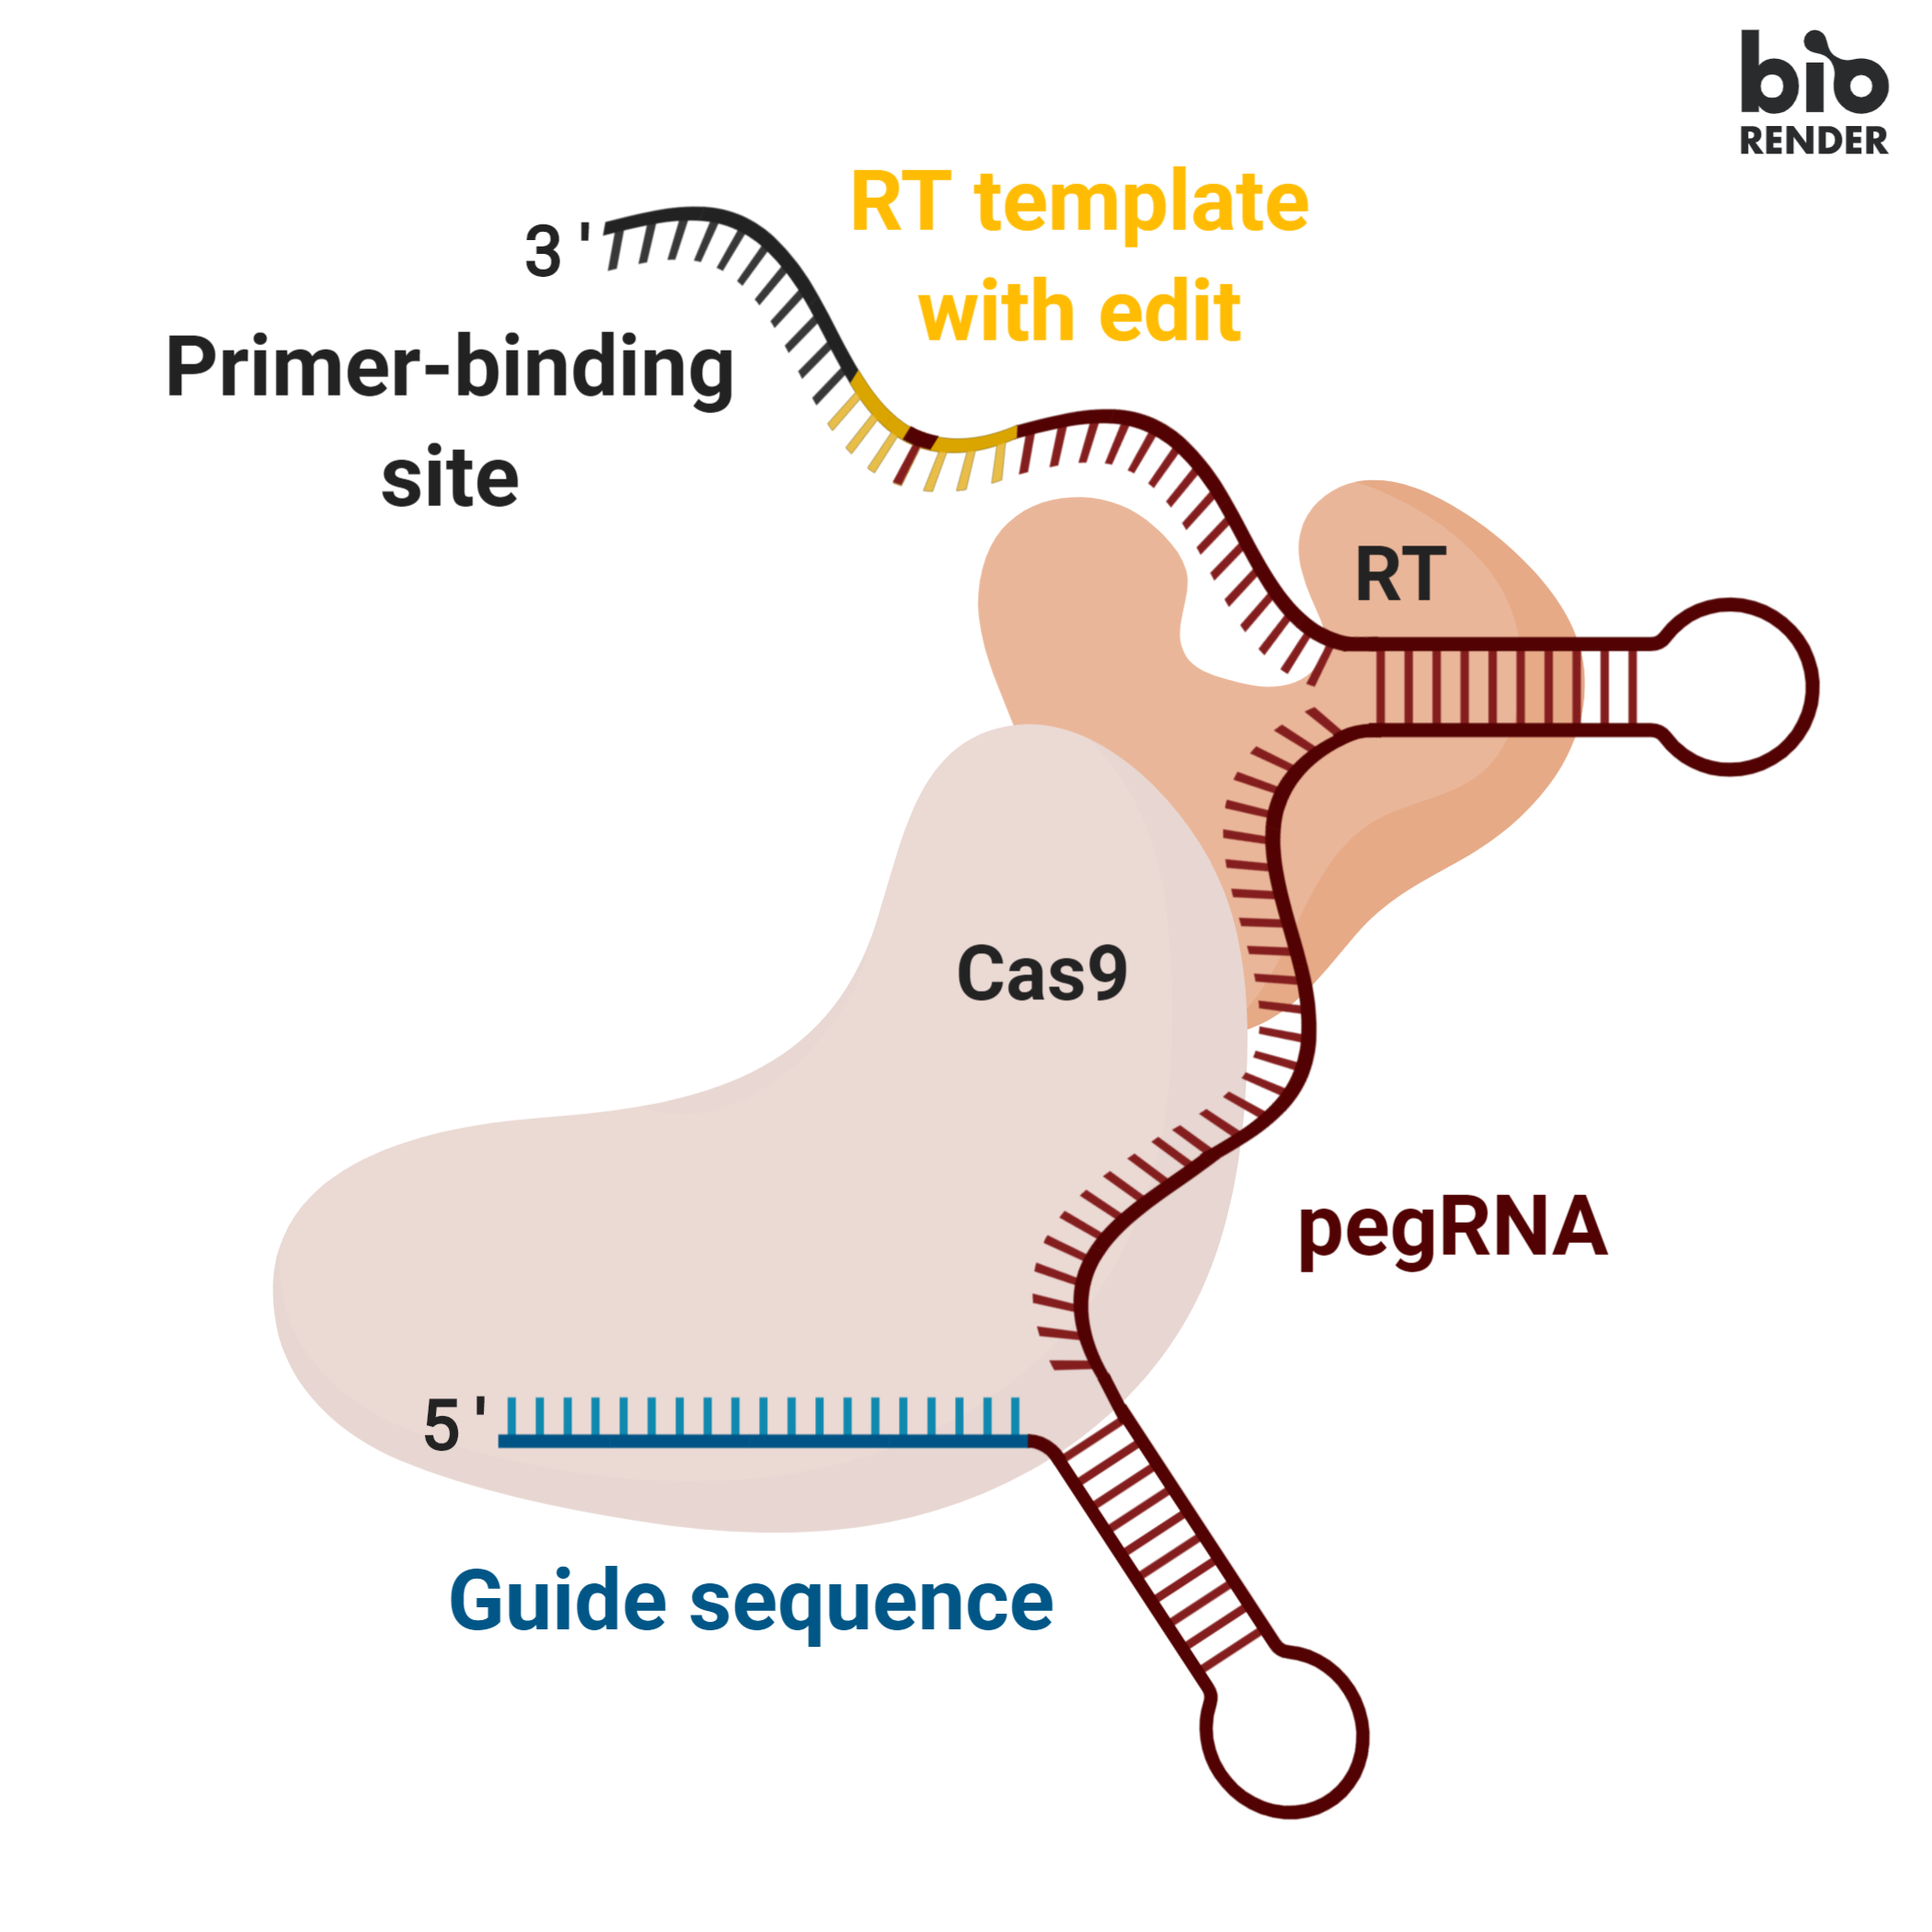 bio
RENDER
RT template
with edit
3'
Primer-binding
site
RT
Cas9
pegRNA
5'
Guide sequence